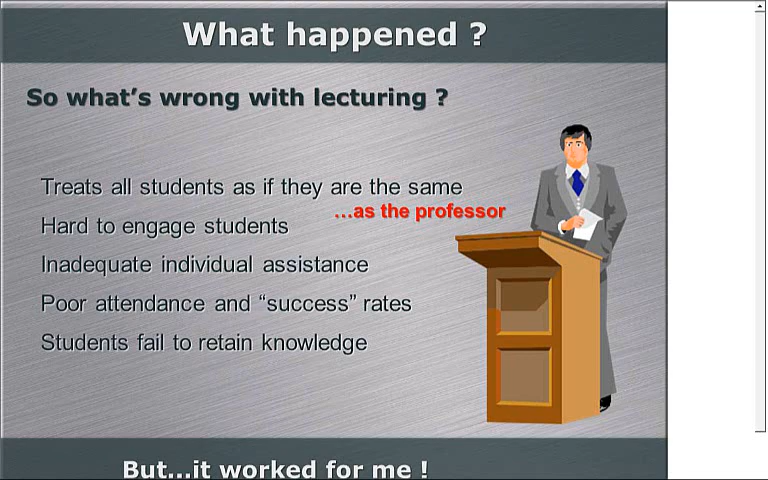 What happened ?
So what’s wrong with lecturing ?
Treats all students as if they are the same
…as the professor
Hard to engage students
Inadequate individual assistance
Poor attendance and “success” rates
Students fail to retain knowledge
But…it worked for me !